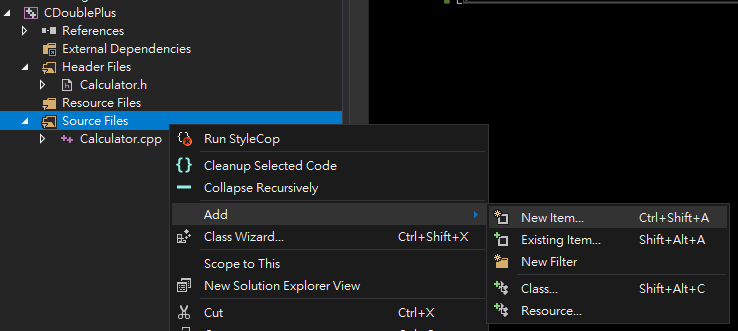 CDoublePlus
References
External Dependencies
Header Files
Calculator.h
Resource Files
Source Files
Calculator.cpp
Run StyleCop
Cleanup Selected Code
Collapse Recursively
Add
Class Wizard... Ctrl+Shift+X
Scope to This
New Solution Explorer View
Cut Ctrl+X
New Item... Ctrl+Shift+A
Existing Item... Shift+Alt+A
New Filter
Class... Shift+Alt+C
Resource...